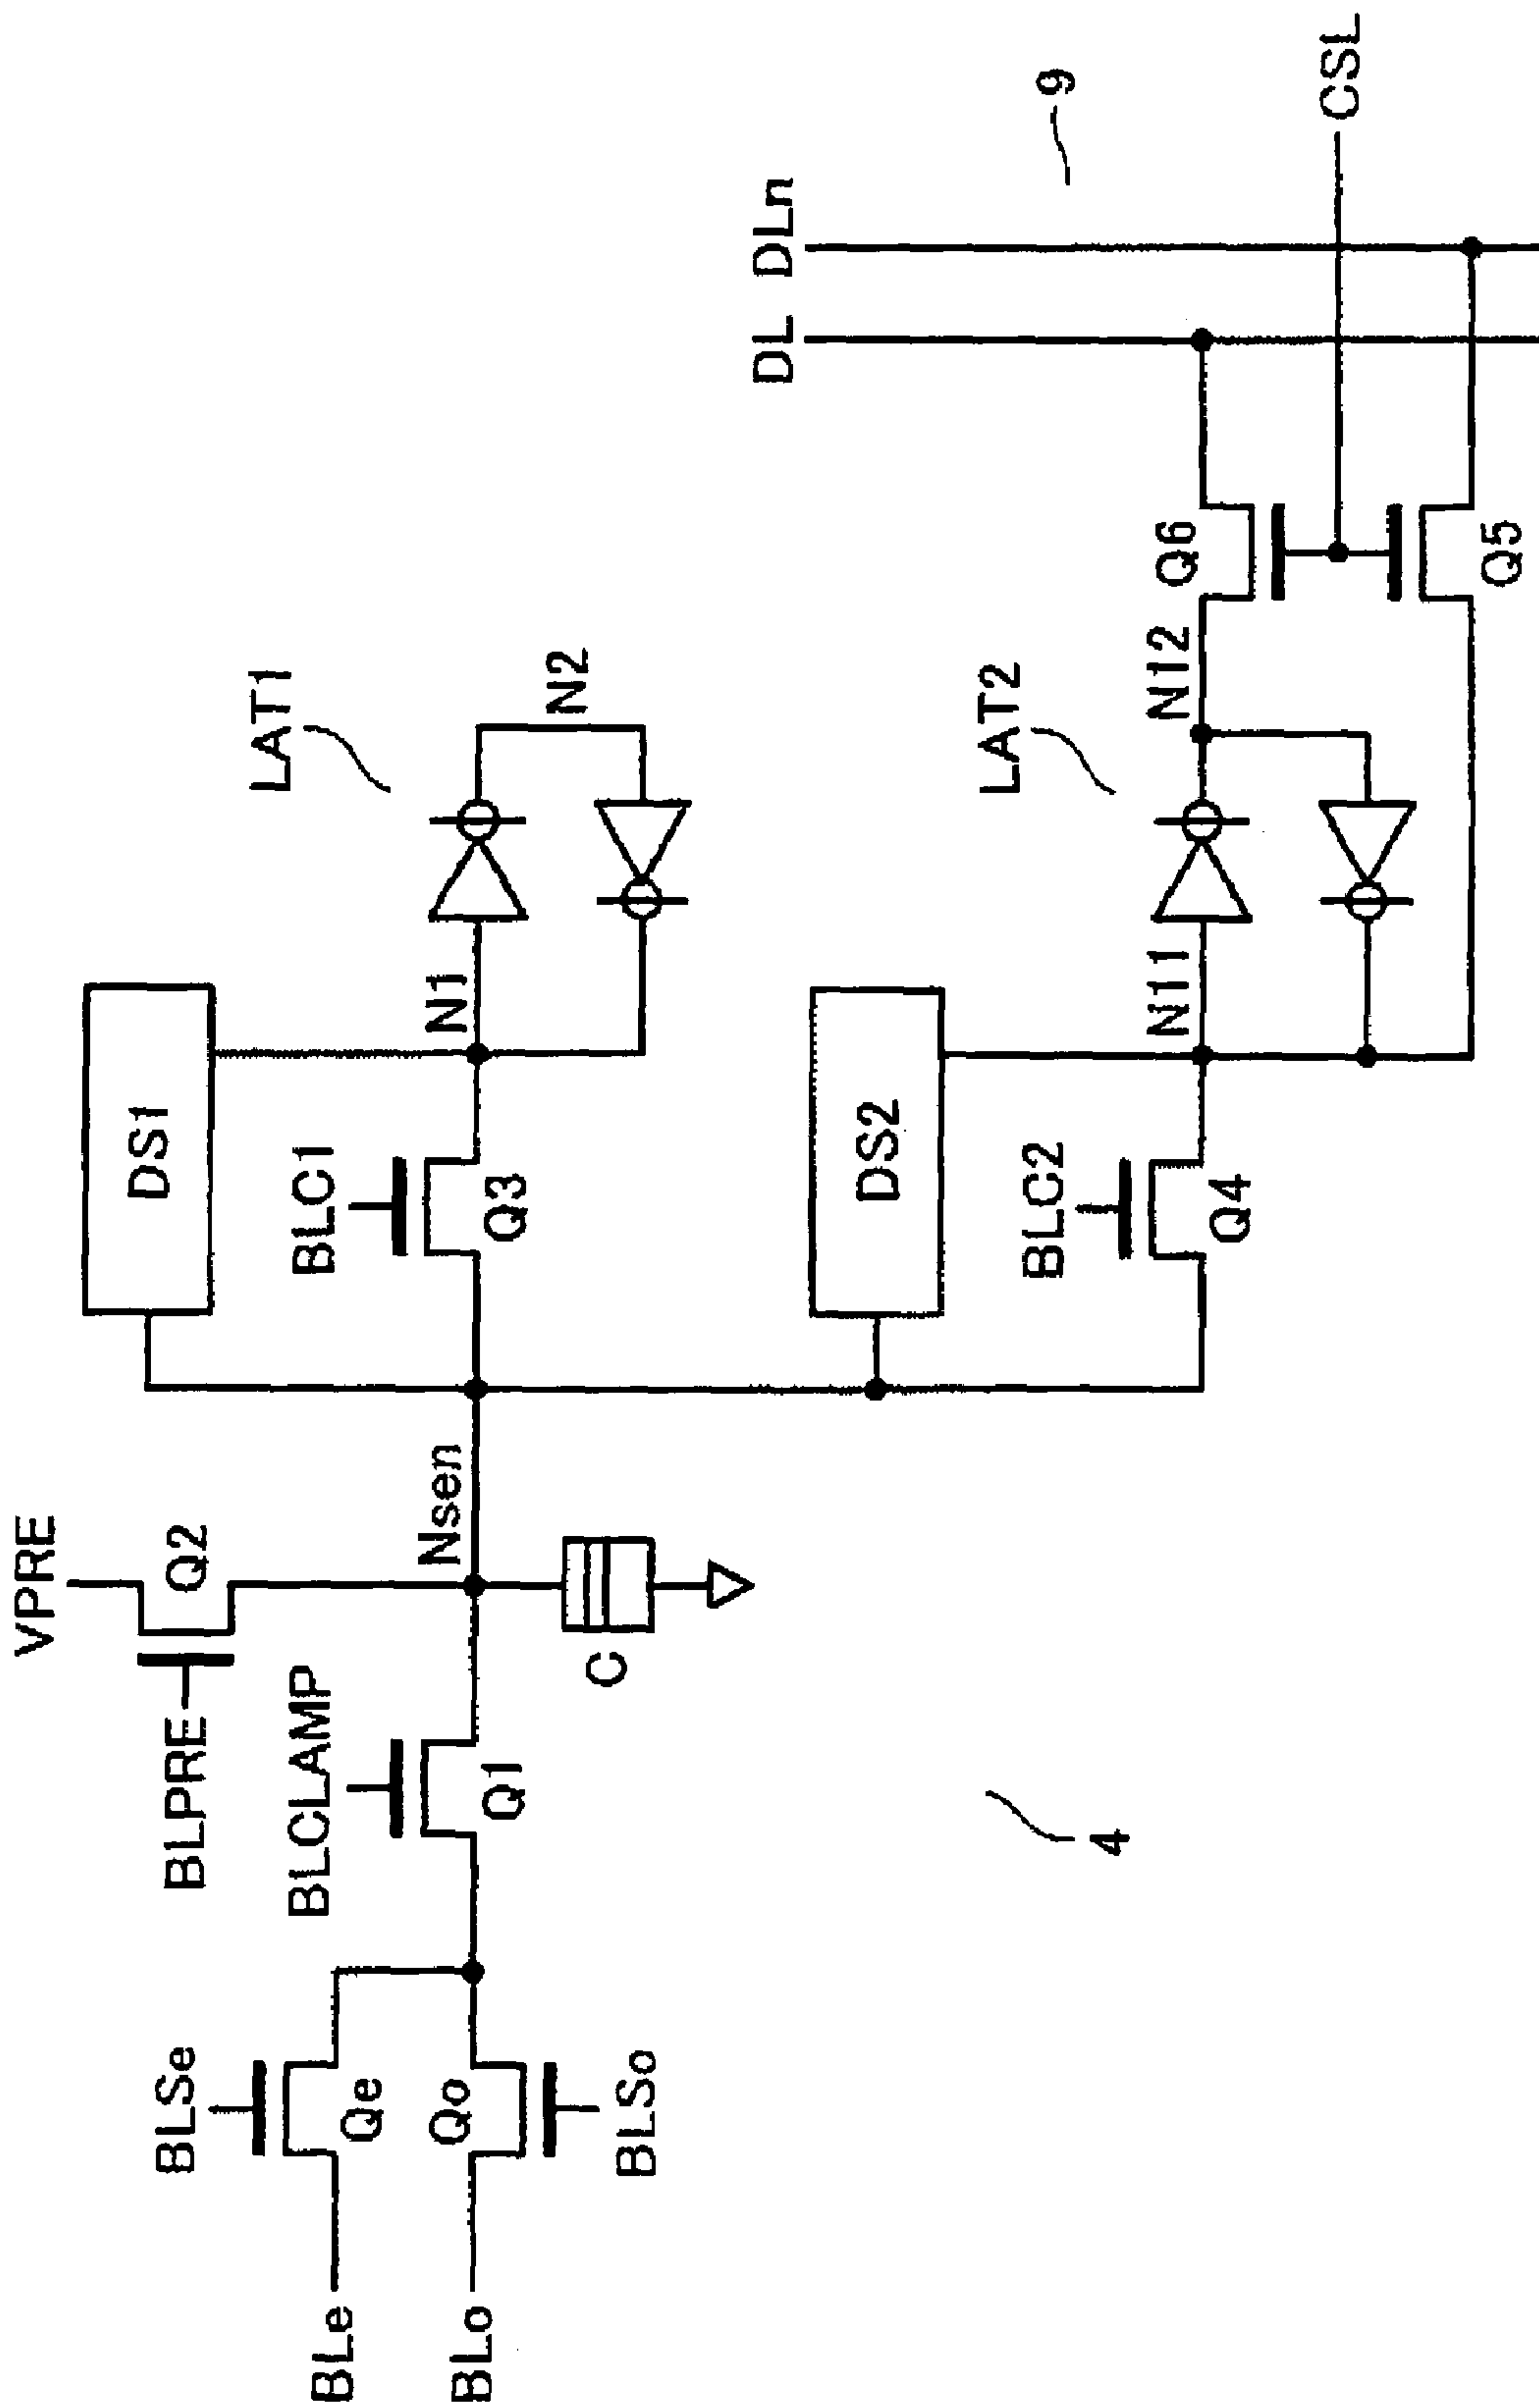 VPRE
BLPRE
Q2
DS1
BLCLAMP
BLC1
LAT1
BLSe
Qe
BLe
Q1
Nsen
Q3
N1
N2
Qo
BLo
BLSo
C
DS2
DL
DLn
9
BLC2
LAT2
4
Q4
N11
N12
Q6
CSL
Q5